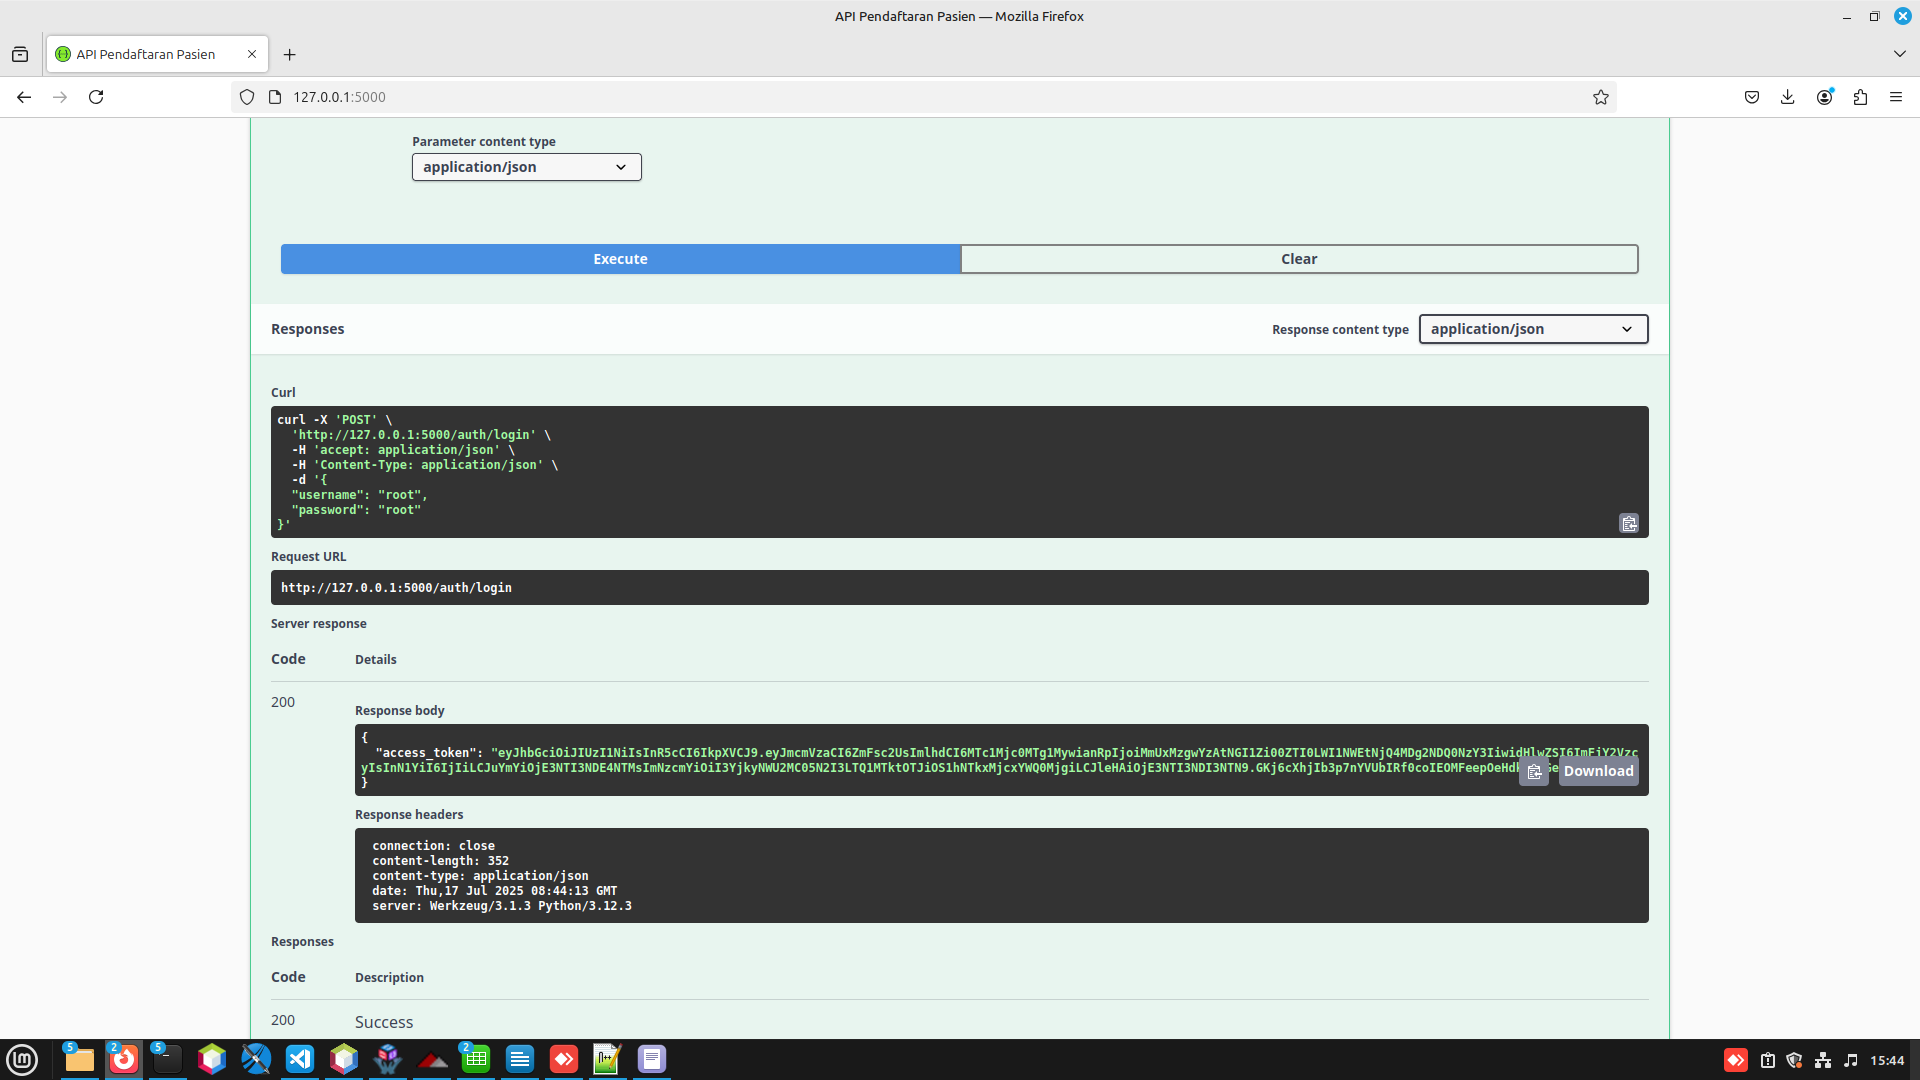 API Pendaftaran Pasien — Mozilla Firefox
API Pendaftaran Pasien
127.0.0.1:5000
Parameter content type
application/json
Execute
Clear
Responses
Response content type
application/json
Curl
curl -X 'POST' \
'http://127.0.0.1:5000/auth/login' \
-H 'accept: application/json' \
-H 'Content-Type: application/json' \
-d '{
"username": "root",
"password": "root"
}'
Request URL
http://127.0.0.1:5000/auth/login
Server response
Code
Details
200
Response body
{
"access_token":
}
Download
Response headers
connection: close
content-length: 352
content-type: application/json
date: Thu,17 Jul 2025 08:44:13 GMT
server: Werkzeug/3.1.3 Python/3.12.3
Responses
Code
Description
200
Success
5
2
5
2
15:44